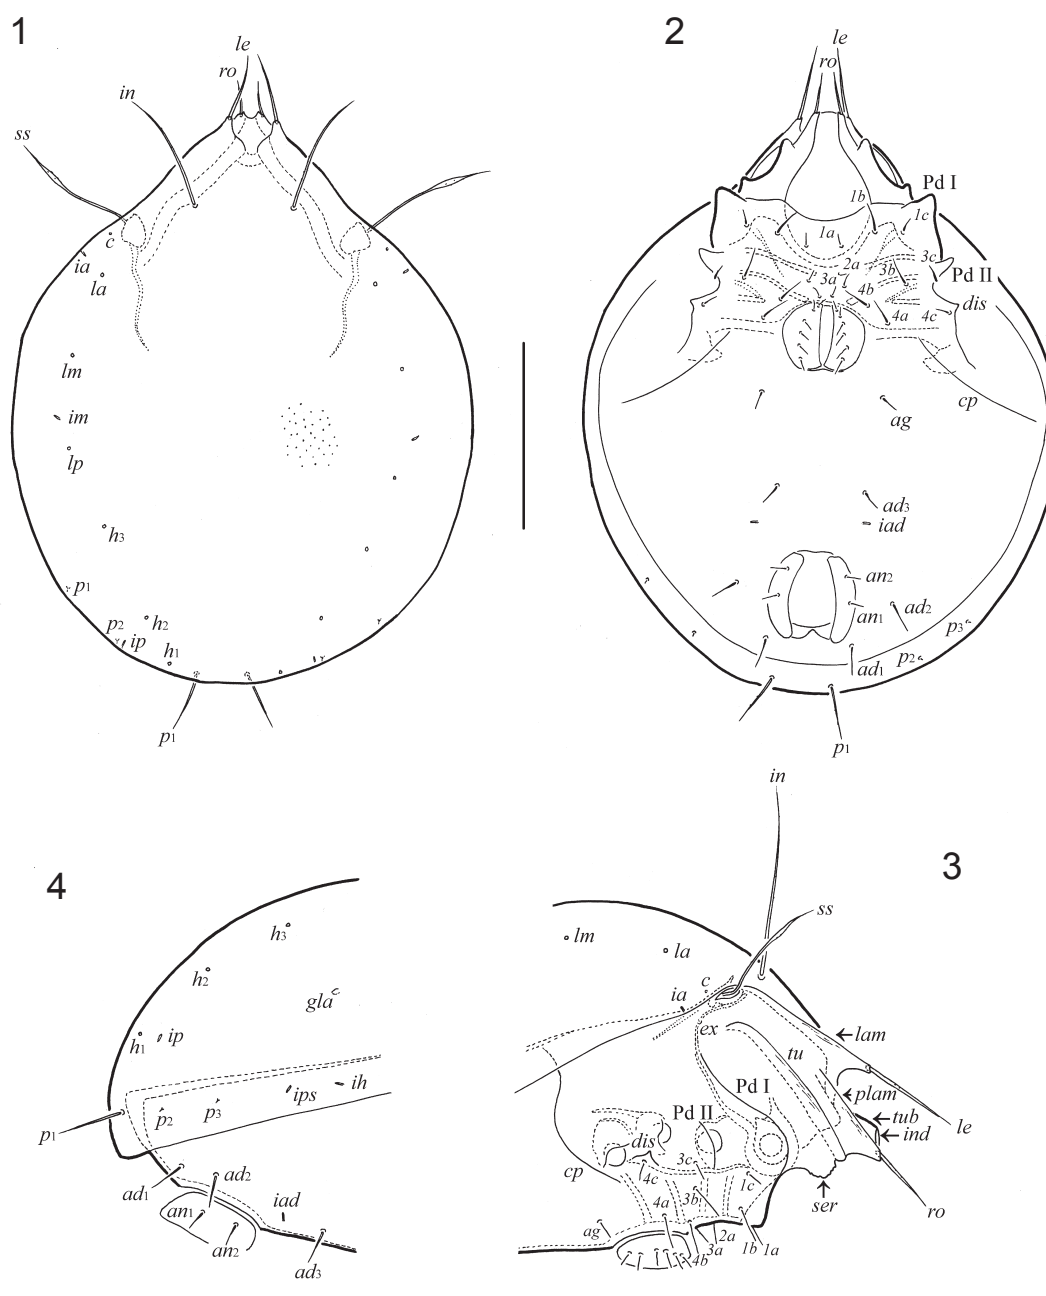 1
le
ro
in
ss
c
ia
la
lm
im
lp
h3
p1
p2 h2
ip
h1
p1
2
le
ro
Pd I
1b
1c
1a
2a 3b 3c
3a
4b
Pd II
dis
4a 4c
cp
ag
ad3
iad
an2
an1
ad2
p3
p2
ad1
p1
4
h3
h2
gla
h1 ip
ips ih
p1 p2 p3
ad1 ad2
an1 iad
an2
ad3
3
in
ss
lm la
c
ia
ex
lam
tu
plam
Pd I
tub
ind
le
Pd II
dis
3c
cp
4c 1c
3b
4a
ser
ro
ag
2a
4b 3a 1b 1a